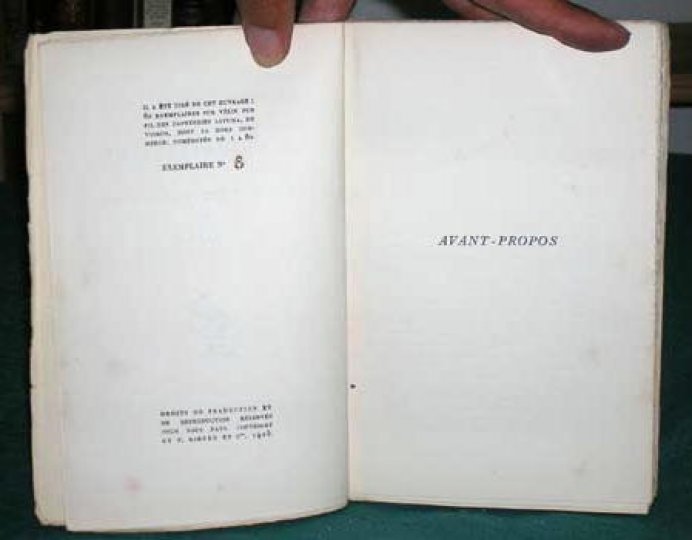 IL A ÉTÉ TIRÉ DE CET OUVRAGE :
80 EXEMPLAIRES SUR VÉLIN PUR
FIL DES PAPETERIES LAFUMA, DE
VOIRON, DONT HORS COM-
MERCE, NUMÉROTÉS DE 1 A 80
EXEMPLAIRE N° 8
DROITS DE TRADUCTION ET
DE REPRODUCTION RÉSERVÉS
POUR TOUS PAYS. COPYRIGHT
ET Cie,
AVANT-PROPOS